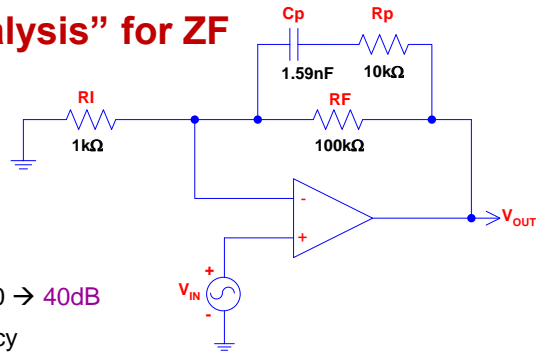 alysis” for ZF
Cp
Rp
1.59nF
10kΩ
RI
RF
1kΩ
100kΩ
-
+
VOUT
+
VIN
-
0 → 40dB
cy